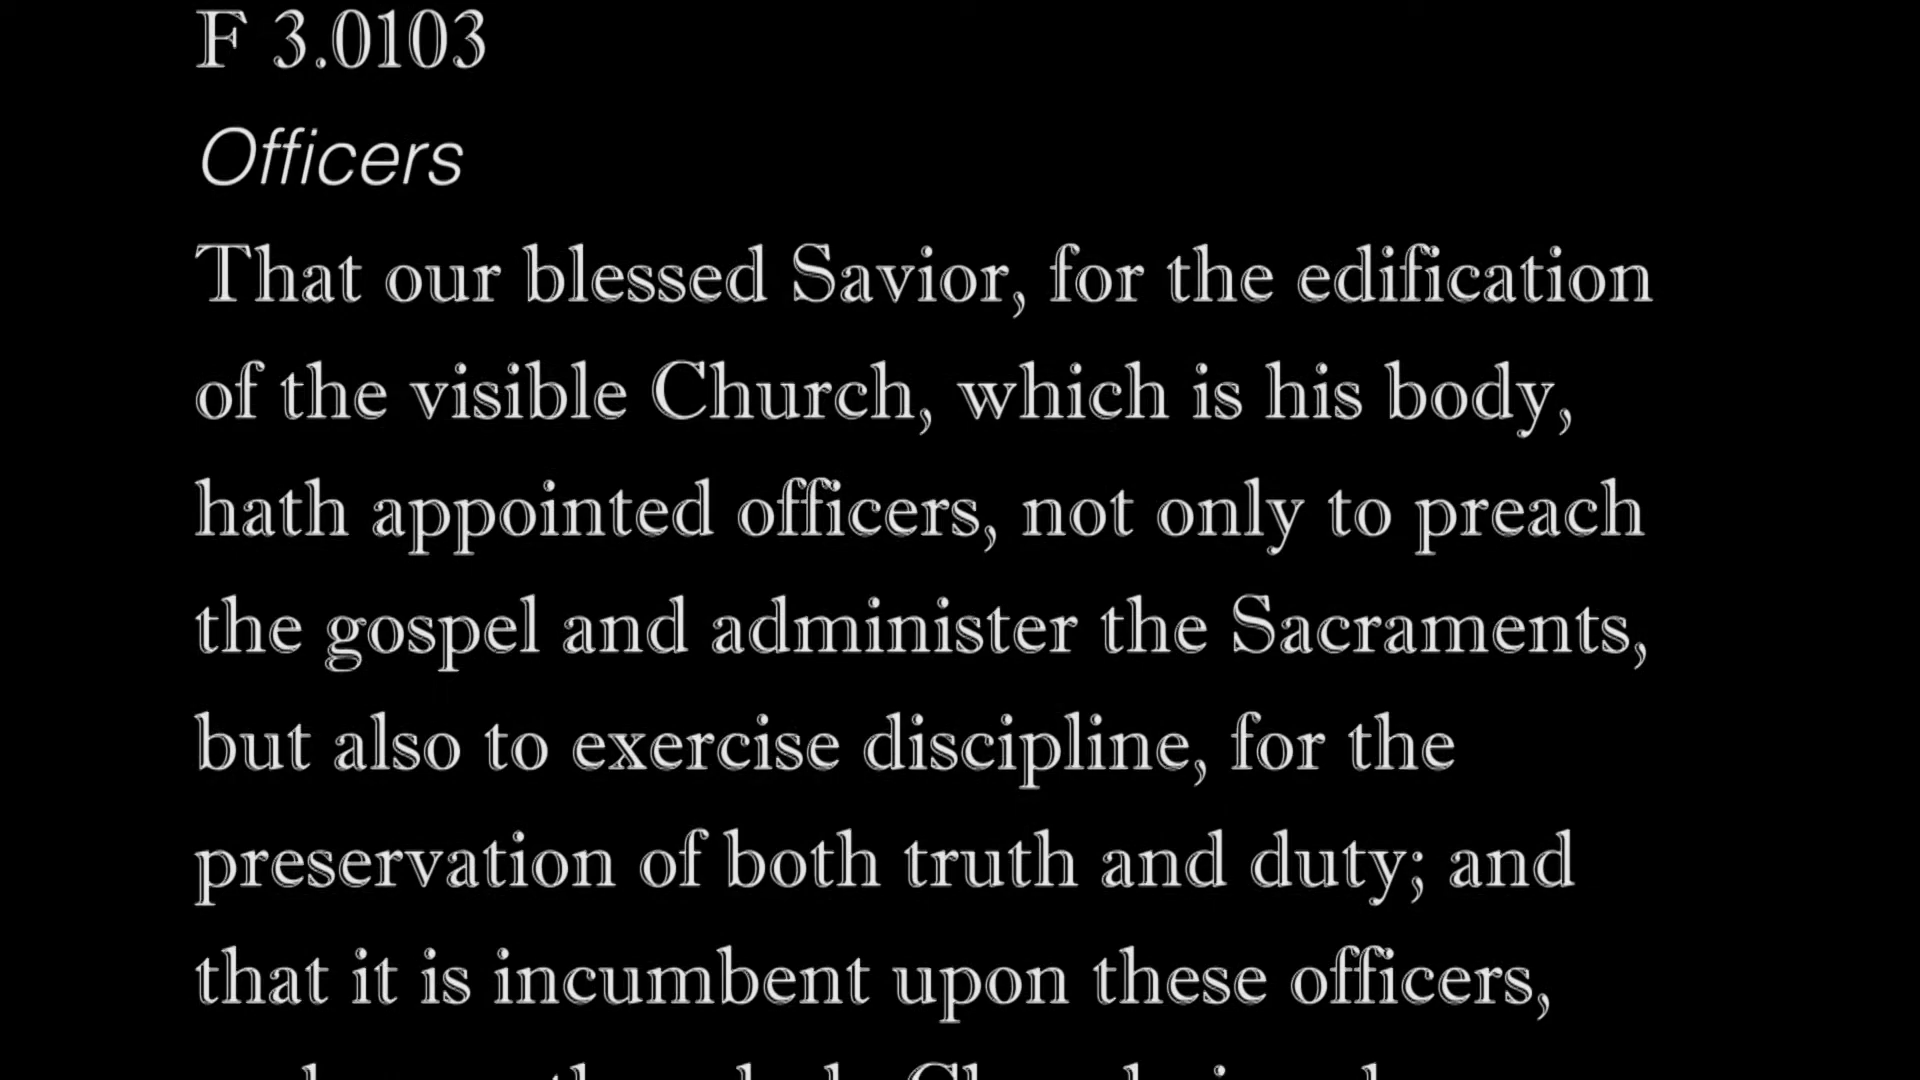 F 3.0103
Officers
That our blessed Savior, for the edification
of the visible Church, which is his body,
hath appointed officers, not only to preach
the gospel and administer the Sacraments,
but also to exercise discipline, for the
preservation of both truth and duty; and
that it is incumbent upon these officers,